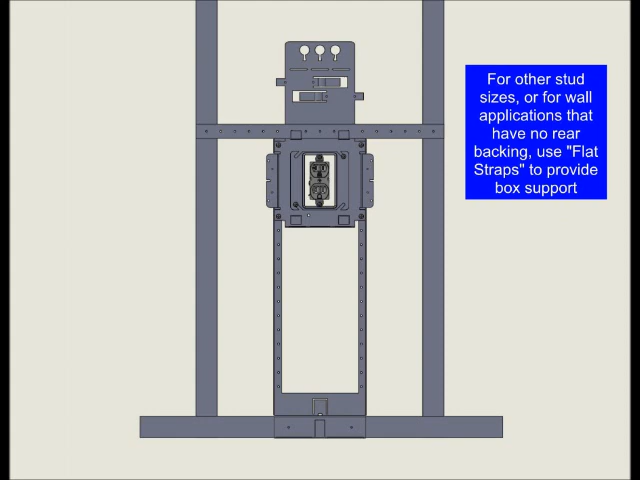 For other stud
sizes, or for wall
applications that
have no rear
backing, use "Flat
Straps" to provide
box support